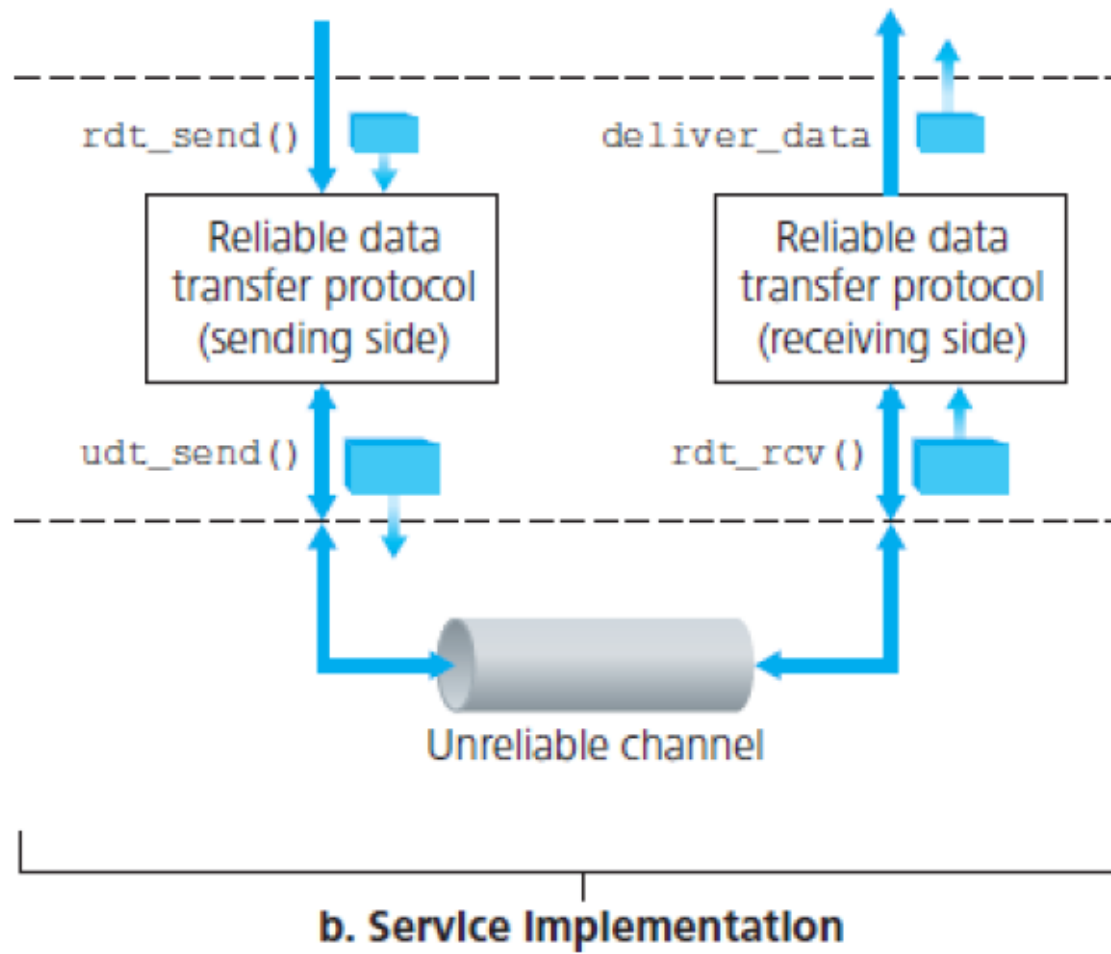 rdt_send()
deliver_data
Reliable data
transfer protocol
(sending side)
Reliable data
transfer protocol
(receiving side)
udt_send()
rdt_rcv()
Unreliable channel
b. Service implementation